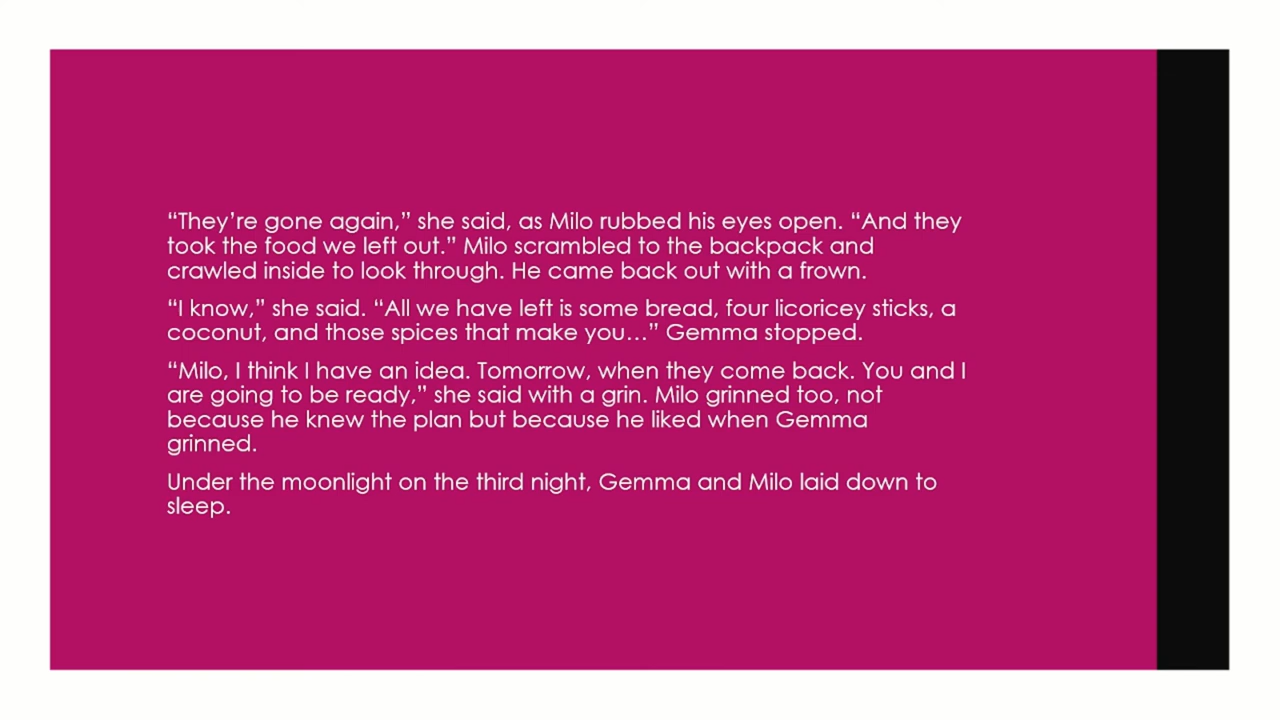 “They’re gone again,” she said, as Milo rubbed his eyes open. “And they
took the food we left out.” Milo scrambled to the backpack and
crawled inside to look through. He came back out with a frown.
“I know,” she said. “All we have left is some bread, four licoricey sticks, a
coconut, and those spices that make you…” Gemma stopped.
“Milo, I think I have an idea. Tomorrow, when they come back. You and I
are going to be ready,” she said with a grin. Milo grinned too, not
because he knew the plan but because he liked when Gemma
grinned.
Under the moonlight on the third night, Gemma and Milo laid down to
sleep.